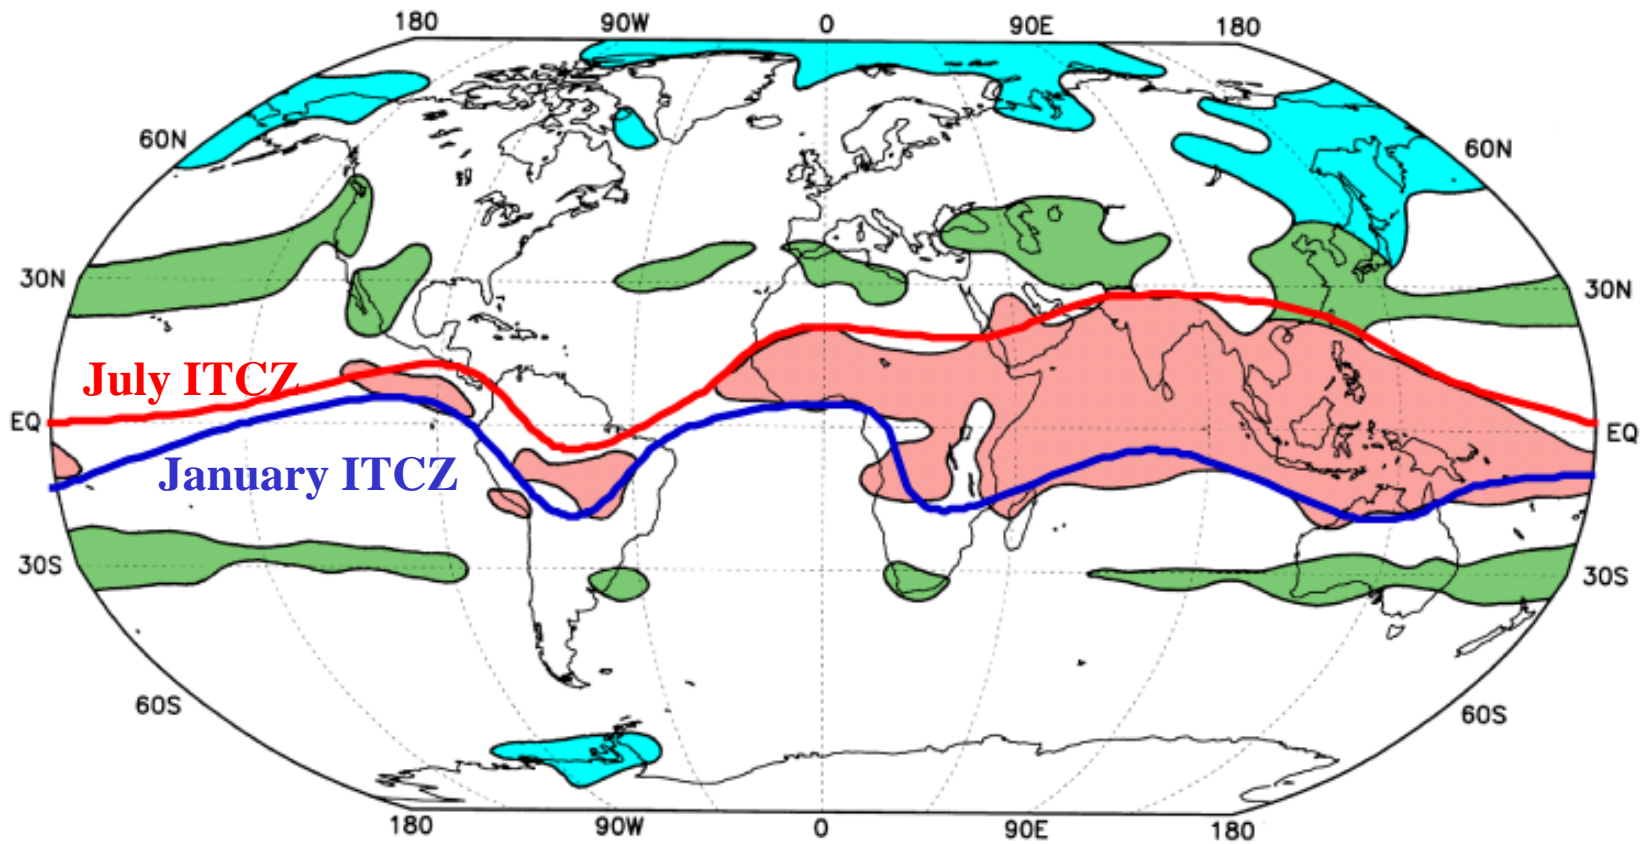 180 90W 0 90E 180
60N 60N
30N 30N
July ITCZ
EQ EQ
January ITCZ
30S 30S
60S 60S
180 90W 0 90E 180